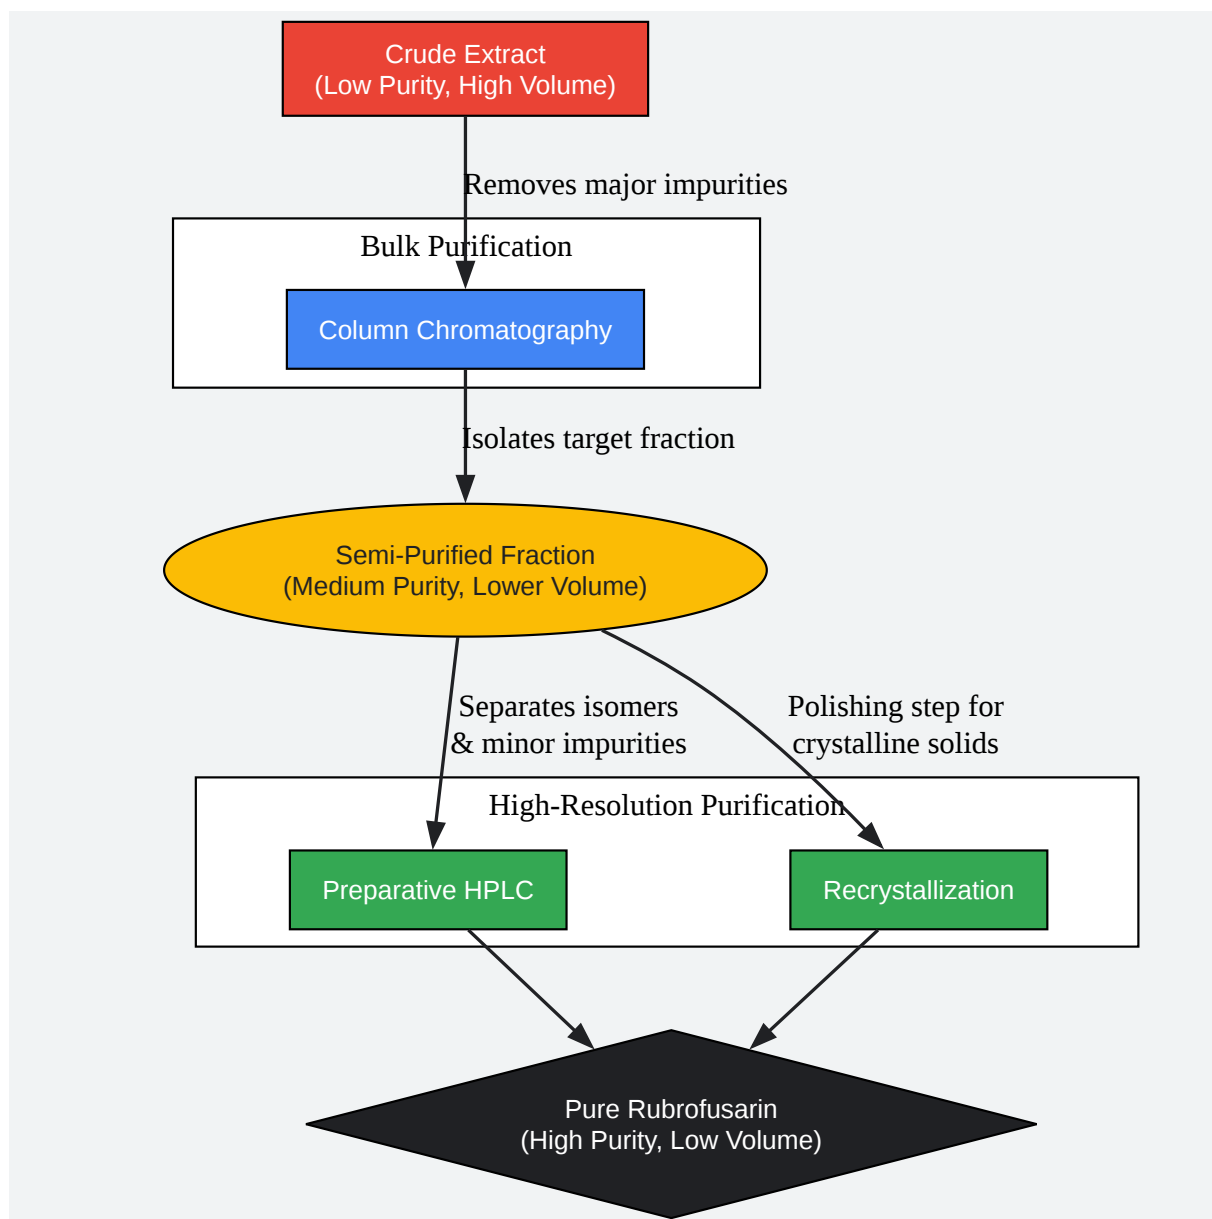 Crude Extract
(Low Purity, High Volume)
Removes major impurities
Bulk Purification
Column Chromatography
Isolates target fraction
Semi-Purified Fraction
(Medium Purity, Lower Volume)
Separates isomers
& minor impurities
Polishing step for
crystalline solids
High-Resolution Purification
Preparative HPLC
Recrystallization
Pure Rubrofusarin
(High Purity, Low Volume)